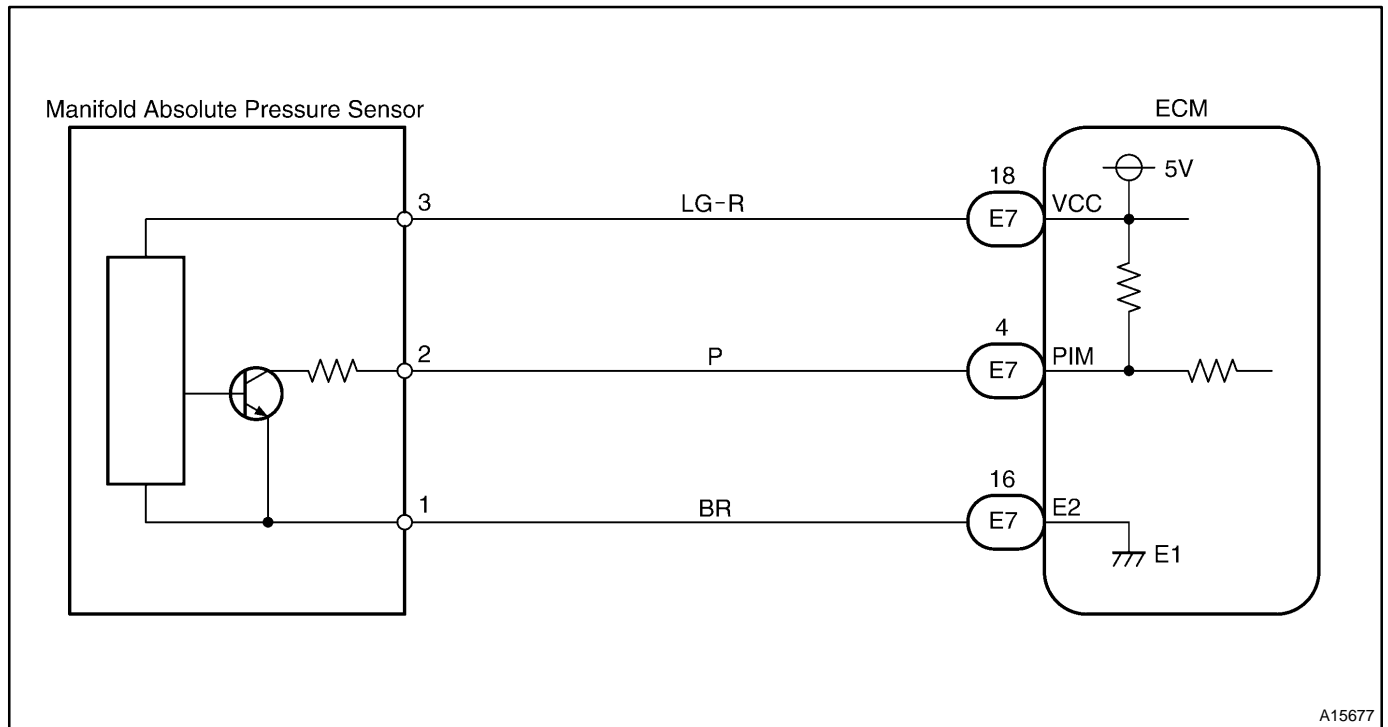 Manifold Absolute Pressure Sensor
ECM
5V
3
LG-R
18
E7
VCC
2
P
4
E7
PIM
1
BR
16
E7
E2
E1
A15677